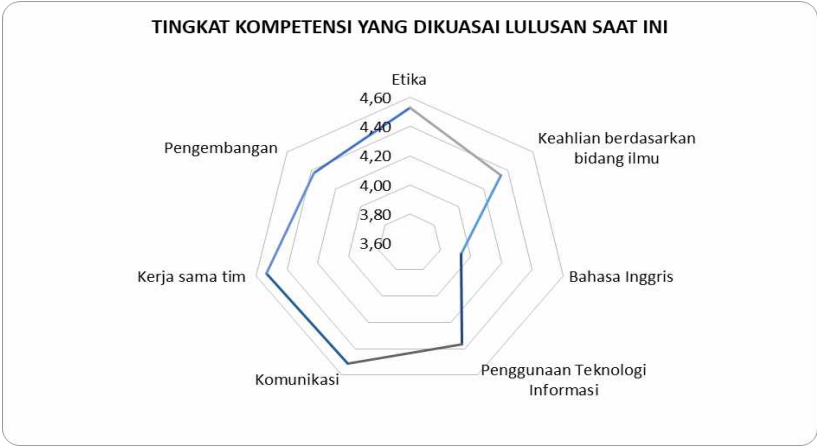 TINGKAT KOMPETENSI YANG DIKUASAI LULUSAN SAAT INI
Etika
4,60
4,40
4,20
4,00
3,80
3,60
Keahlian berdasarkan
bidang ilmu
Bahasa Inggris
Penggunaan Teknologi
Informasi
Komunikasi
Kerja sama tim
Pengembangan